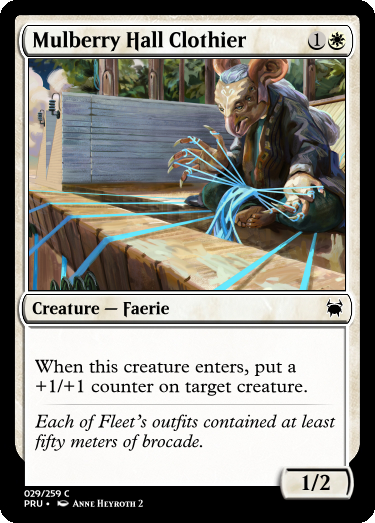 Mulberry Hall Clothier 1
Creature — Faerie
When this creature enters, put a
+1/+1 counter on target creature.
Each of Fleet's outfits contained at least
fifty meters of brocade.
1/2
029/259 C
PRU • Anne Heyroth 2